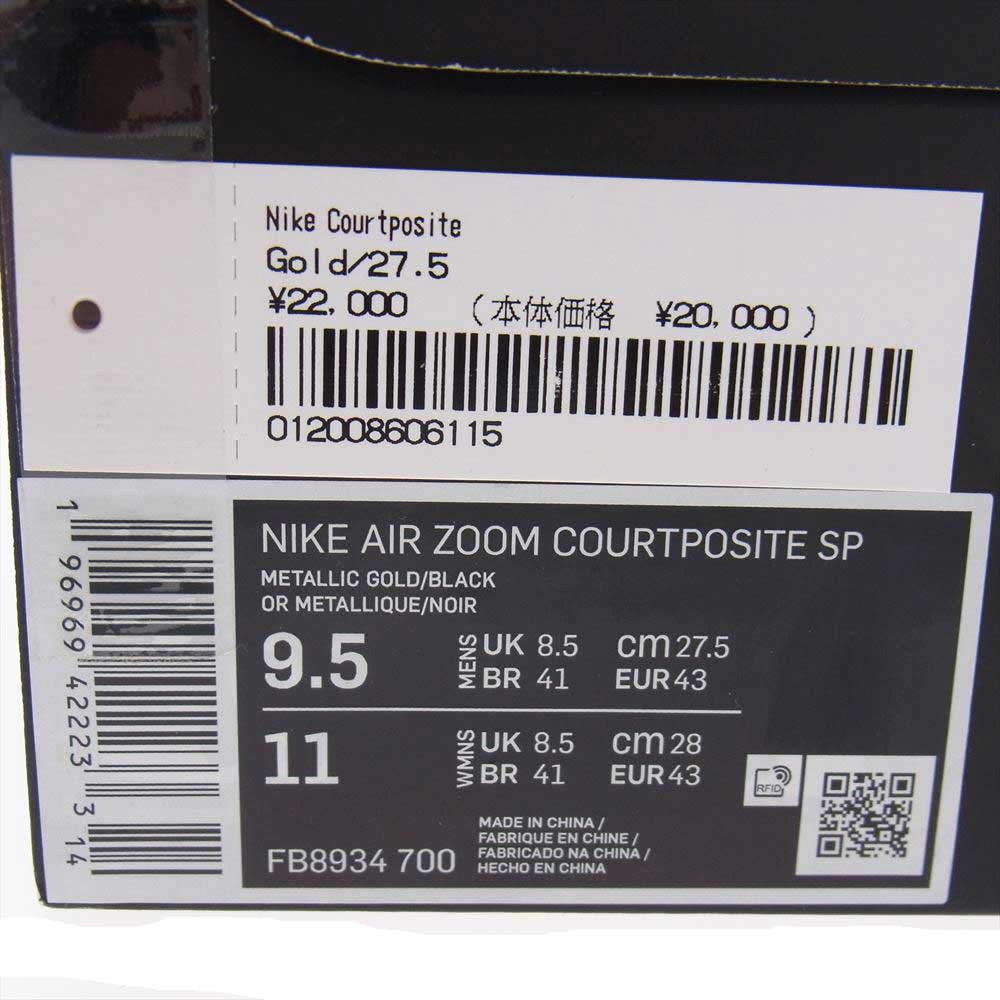 Nike Courtposite
Gold/27.5
¥22,000 (本体価格 ¥20,000 )
012008606115
1 96969 42223 3 14
NIKE AIR ZOOM COURTPOSITE SP
METALLIC GOLD/BLACK
OR METALLIQUE/NOIR
9.5 MENS UK 8.5 cm 27.5
BR 41 EUR 43
11 WMNS UK 8.5 cm 28
BR 41 EUR 43
RFID
FB8934 700
MADE IN CHINA /
FABRIQUE EN CHINE /
FABRICADO NA CHINA /
HECHO EN CHINA